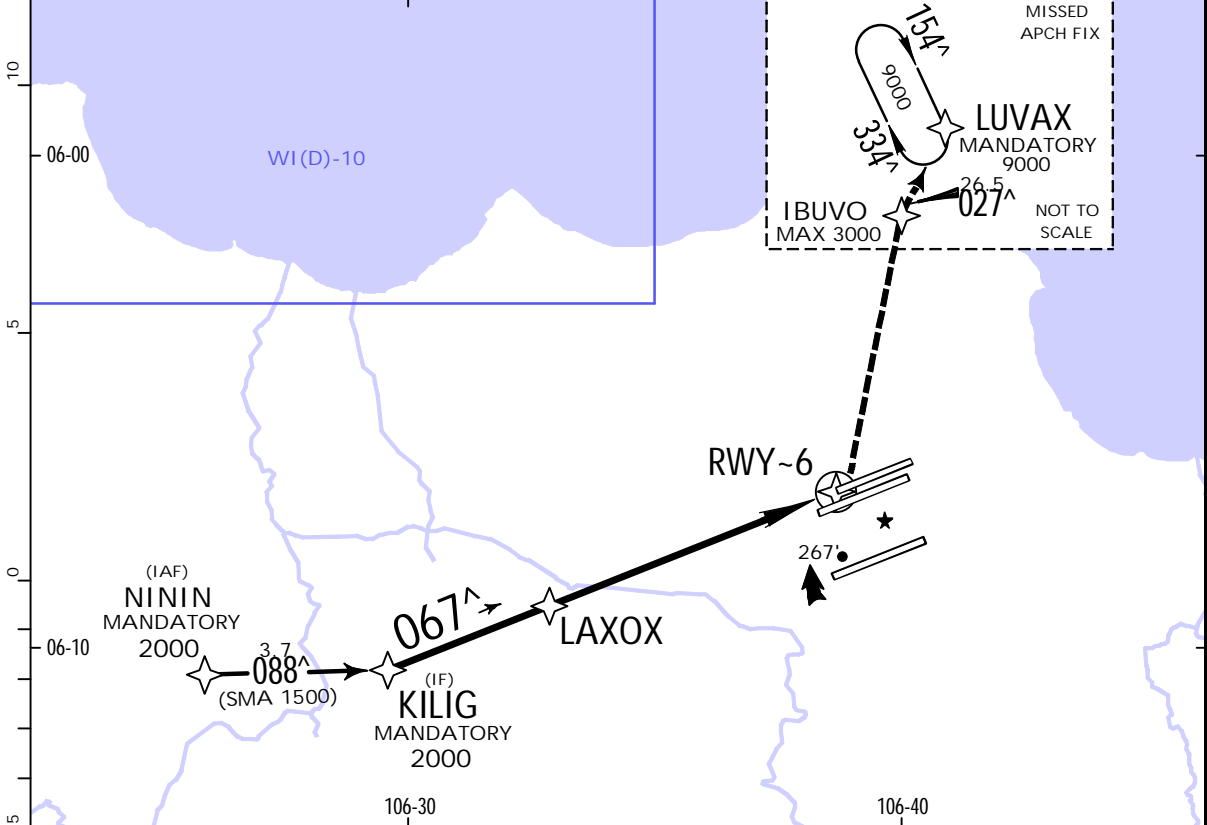 MISSED
APCH FIX
154^
9000
334^
LUVAX
MANDATORY
9000
26.5
027^
IBUVO
MAX 3000
NOT TO
SCALE
10
06-00
WI(D)-10
5
RWY~6
267'
0
(IAF)
NININ
MANDATORY
2000
3.7
088^
(SMA 1500)
067^
LAXOX
06-10
(IF)
KILIG
MANDATORY
2000
106-30
106-40
5